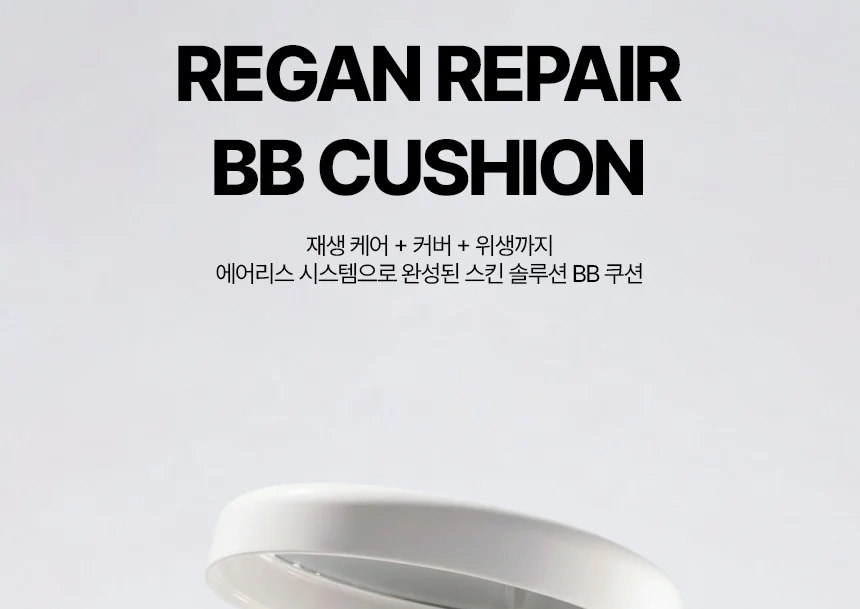 REGAN REPAIR
BB CUSHION
재생 케어 + 커버 + 위생까지
에어리스 시스템으로 완성된 스킨 솔루션 BB 쿠션